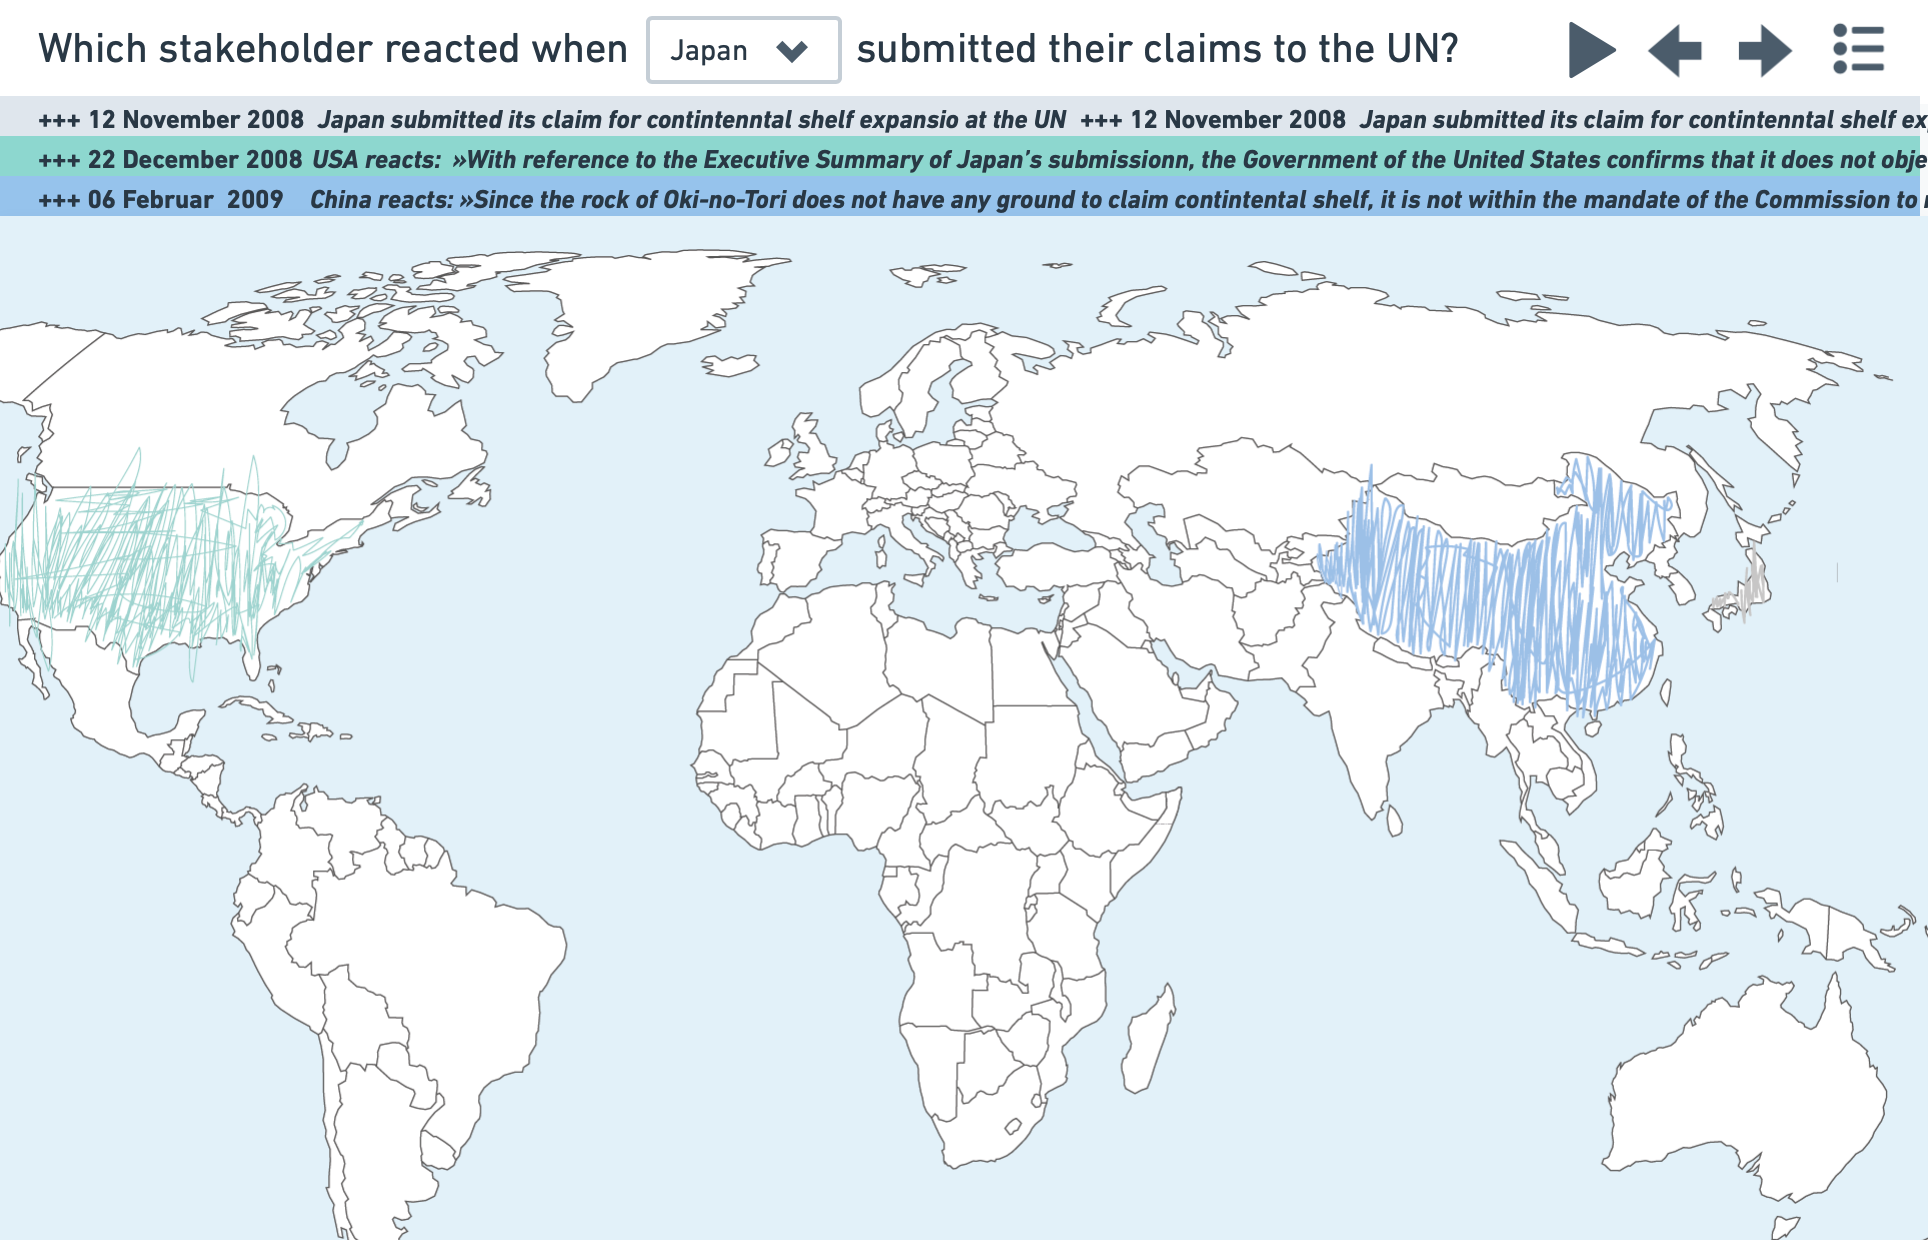 Which stakeholder reacted when Japan submitted their claims to the UN?
+++ 12 November 2008 Japan submitted its claim for contintenntal shelf expansio at the UN +++ 12 November 2008 Japan submitted its claim for contintenntal shelf ex
+++ 22 December 2008 USA reacts: »With reference to the Executive Summary of Japan's submissionn, the Government of the United States confirms that it does not obje
+++ 06 Februar 2009 China reacts: »Since the rock of Oki-no-Tori does not have any ground to claim contintental shelf, it is not within the mandate of the Commission to